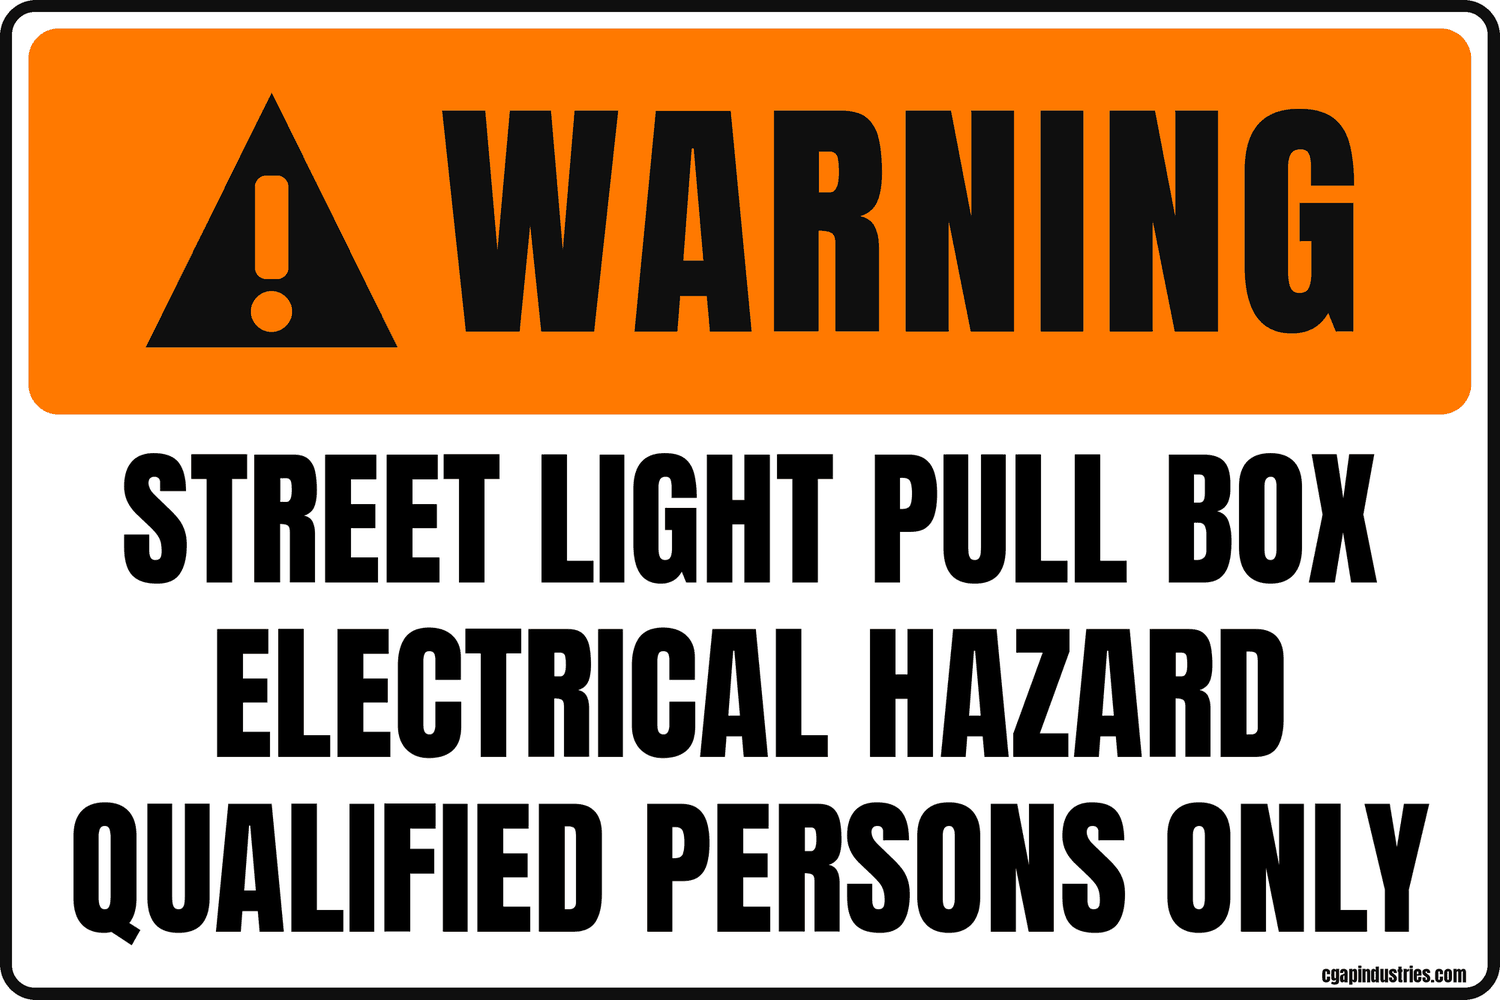 WARNING
STREET LIGHT PULL BOX
ELECTRICAL HAZARD
QUALIFIED PERSONS ONLY
cgapindustries.com